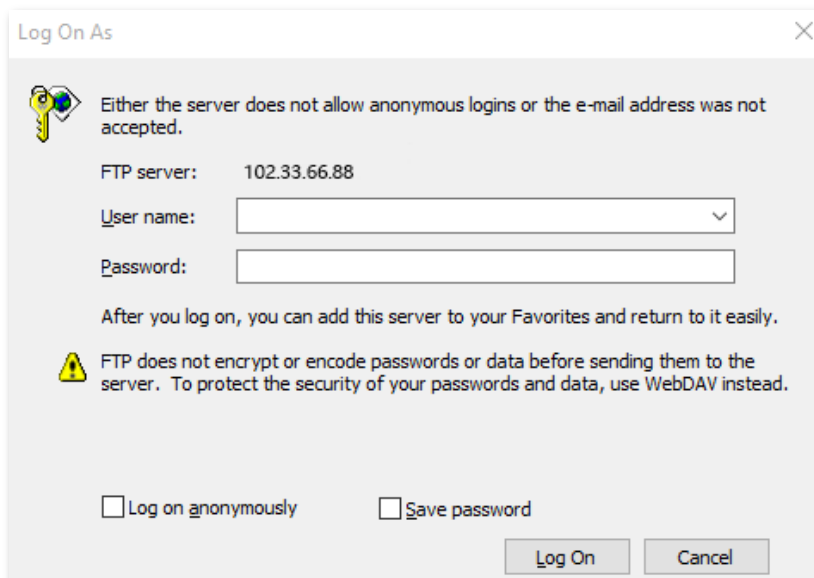 Log On As
Either the server does not allow anonymous logins or the e-mail address was not
accepted.
FTP server: 102.33.66.88
User name:
Password:
After you log on, you can add this server to your Favorites and return to it easily.
FTP does not encrypt or encode passwords or data before sending them to the
server. To protect the security of your passwords and data, use WebDAV instead.
Log on anonymously Save password
Log On Cancel